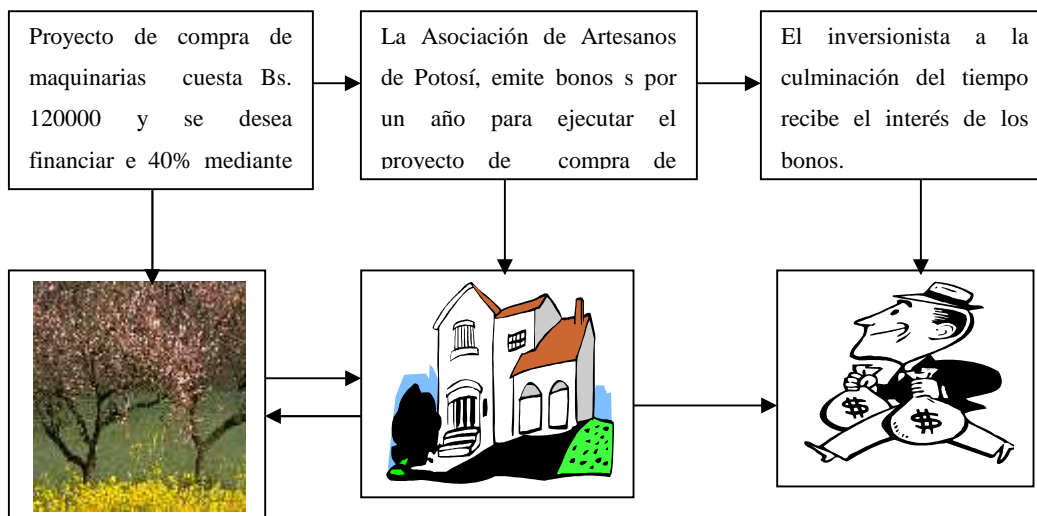 Proyecto de compra de
maquinarias cuesta Bs.
120000 y se desea
financiar e 40% mediante
La Asociación de Artesanos
de Potosí, emite bonos s por
un año para ejecutar el
proyecto de compra de
El inversionista a la
culminación del tiempo
recibe el interés de los
bonos.
$
$